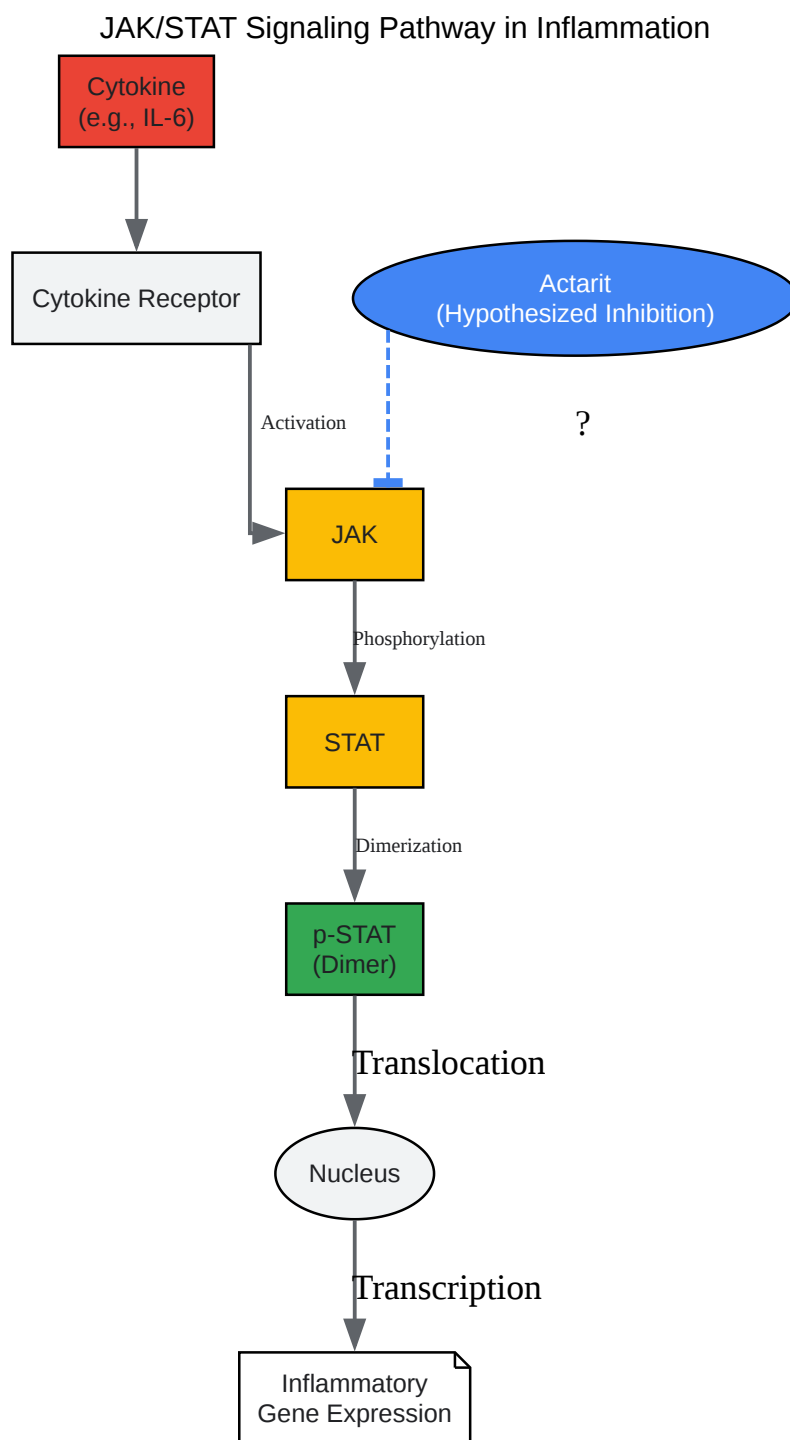 JAK/STAT Signaling Pathway in Inflammation
Cytokine
(e.g., IL-6)
Cytokine Receptor
Actarit
(Hypothesized Inhibition)
Activation
?
JAK
Phosphorylation
STAT
Dimerization
p-STAT
(Dimer)
Translocation
Nucleus
Transcription
Inflammatory
Gene Expression